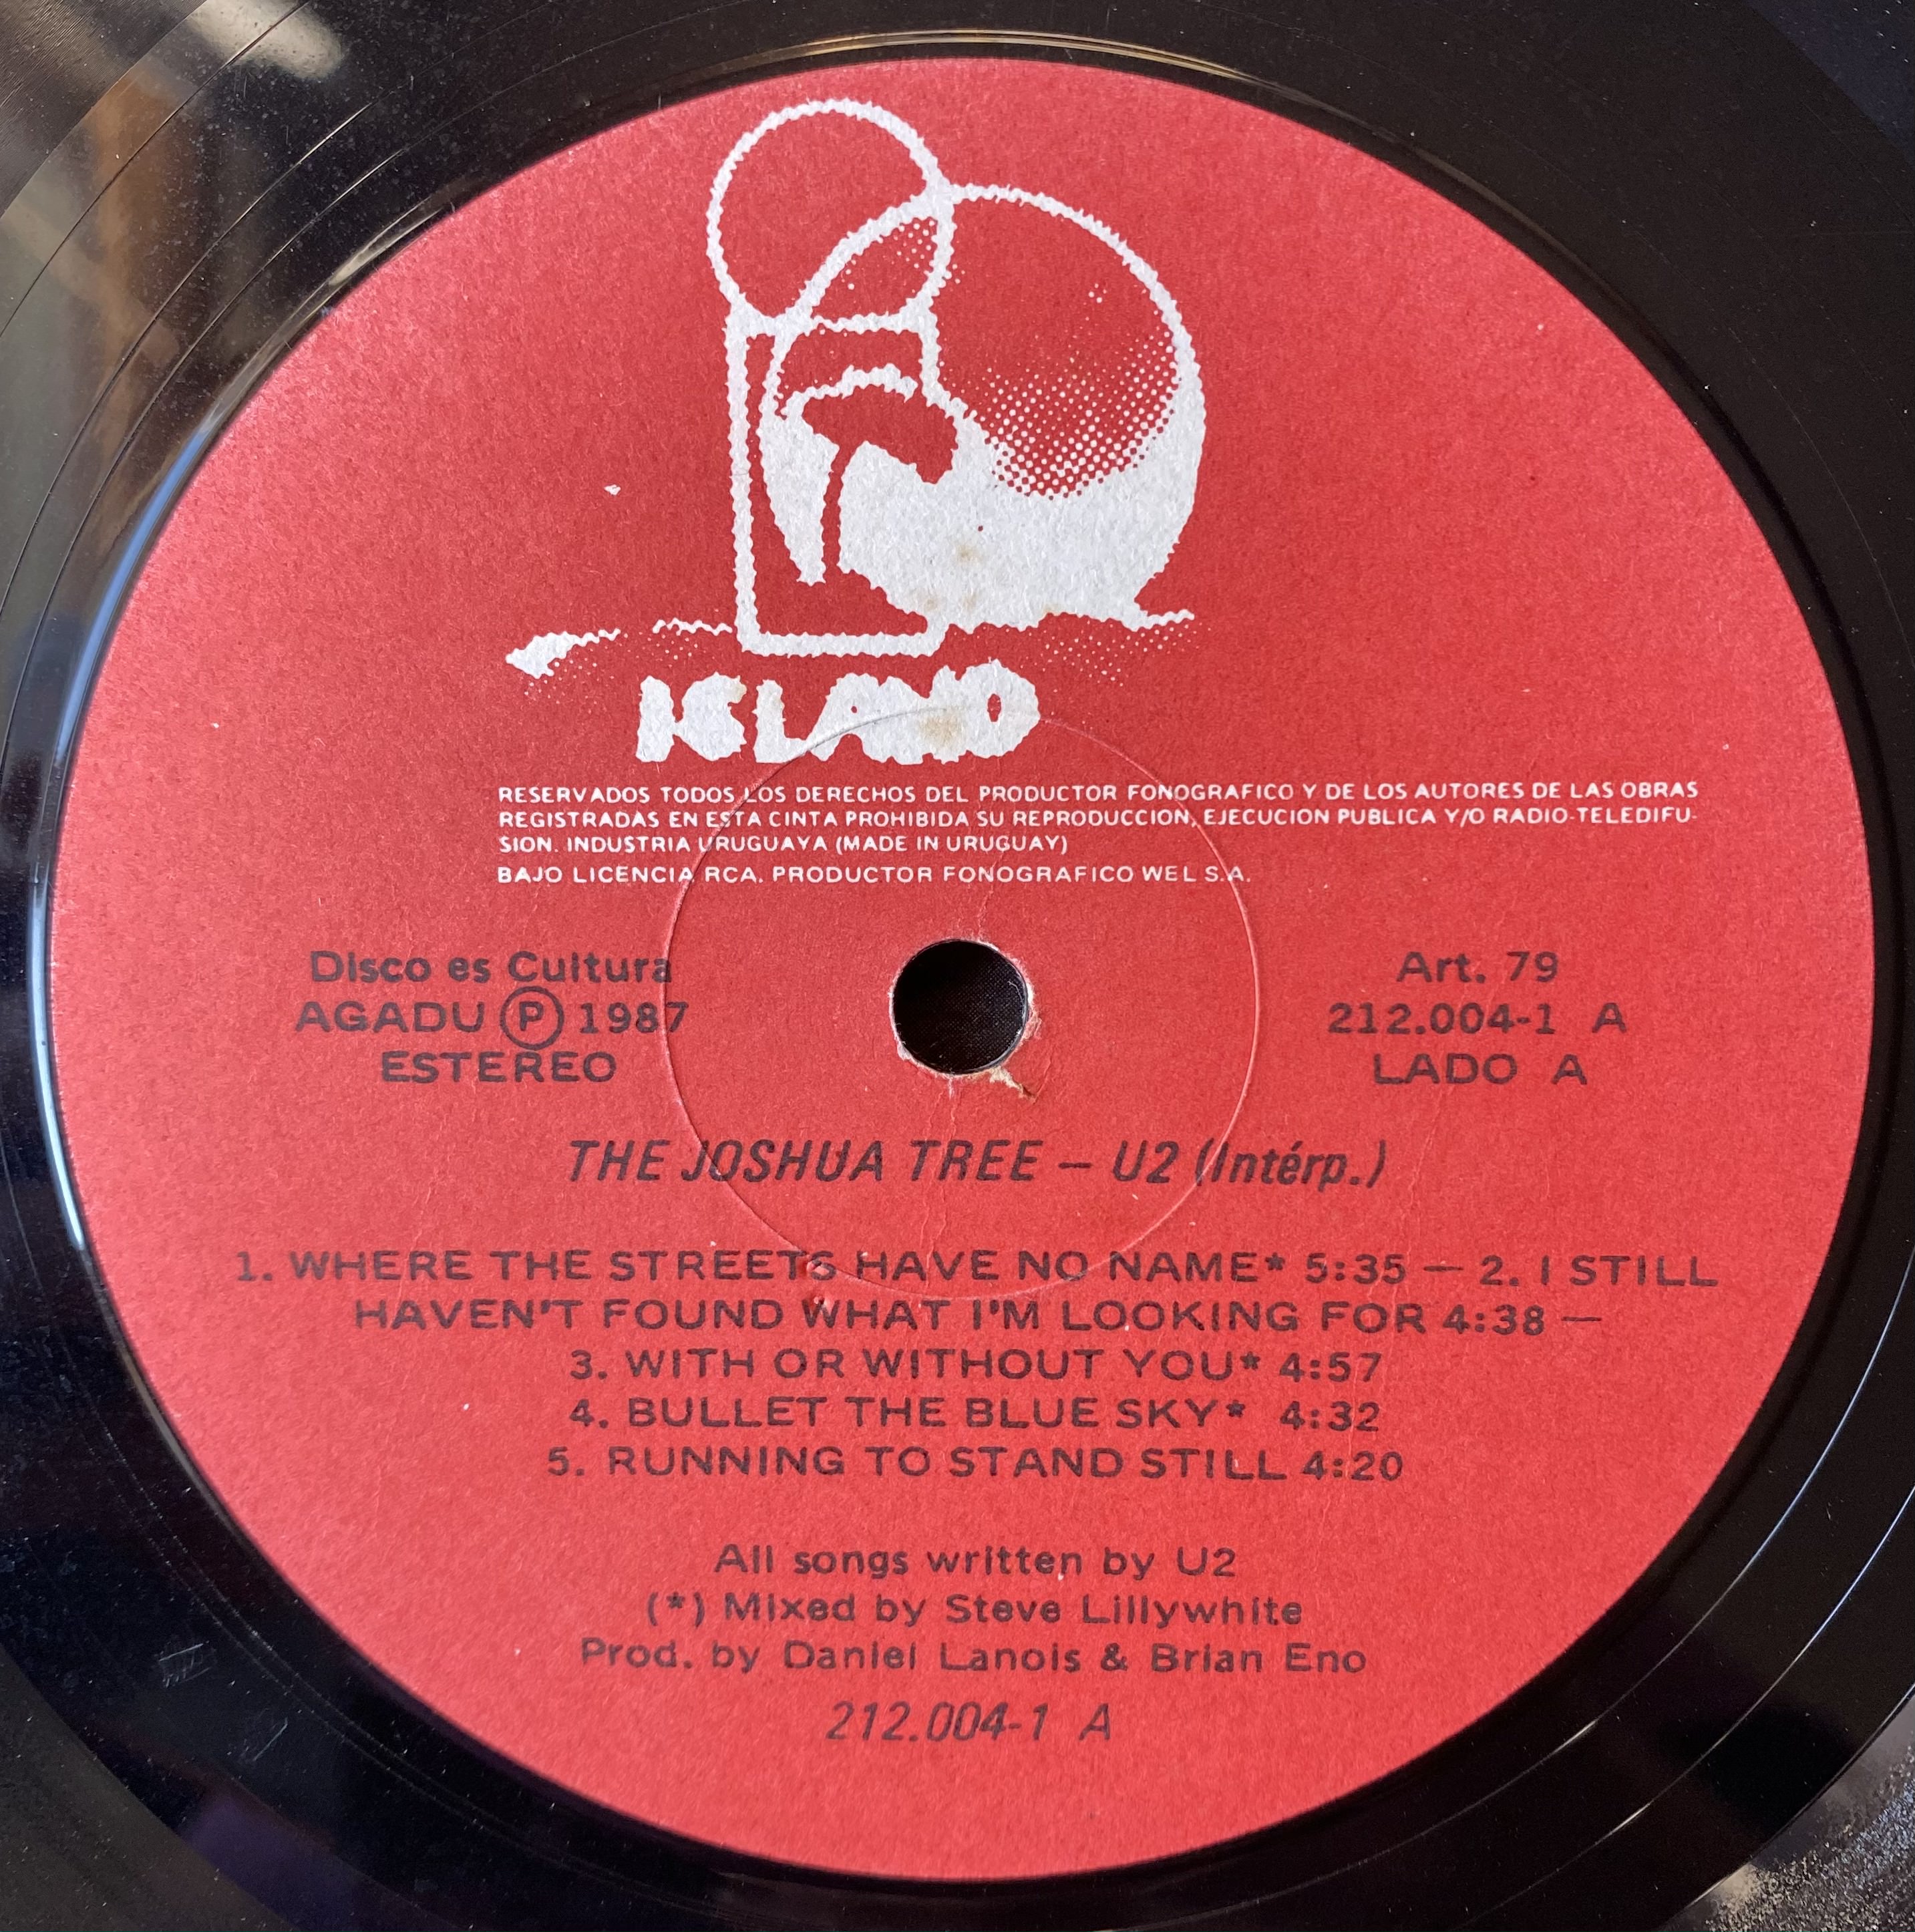 ISLAND
RESERVADOS TODOS LOS DERECHOS DEL PRODUCTOR FONOGRAFICO Y DE LOS AUTORES DE LAS OBRAS
REGISTRADAS EN ESTA CINTA PROHIBIDA SU REPRODUCCION, EJECUCION PUBLICA Y/O RADIO-TELEDIFU-
SION. INDUSTRIA URUGUAYA (MADE IN URUGUAY)
BAJO LICENCIA RCA. PRODUCTOR FONOGRAFICO WEL S.A.
Disco es Cultura
AGADU Ⓟ 1987
ESTEREO
Art. 79
212.004-1 A
LADO A
THE JOSHUA TREE – U2 (Intérp.)
1. WHERE THE STREETS HAVE NO NAME* 5:35 — 2. I STILL
HAVEN'T FOUND WHAT I'M LOOKING FOR 4:38 —
3. WITH OR WITHOUT YOU* 4:57
4. BULLET THE BLUE SKY* 4:32
5. RUNNING TO STAND STILL 4:20
All songs written by U2
(*) Mixed by Steve Lillywhite
Prod. by Daniel Lanois & Brian Eno
212.004-1 A